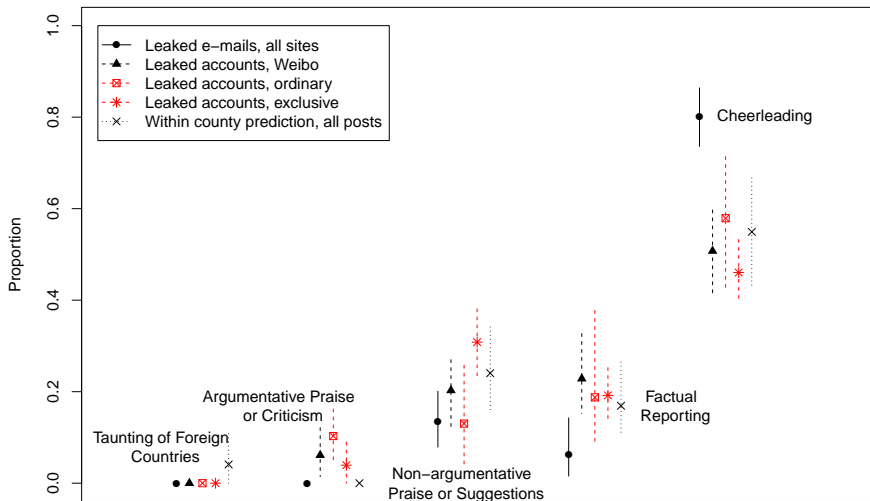 1.0
0.8
0.6
0.4
0.2
0.0
Proportion
Leaked e−mails, all sites
Leaked accounts, Weibo
Leaked accounts, ordinary
Leaked accounts, exclusive
Within county prediction, all posts
Cheerleading
Argumentative Praise
or Criticism
Factual
Reporting
Taunting of Foreign
Countries
Non−argumentative
Praise or Suggestions